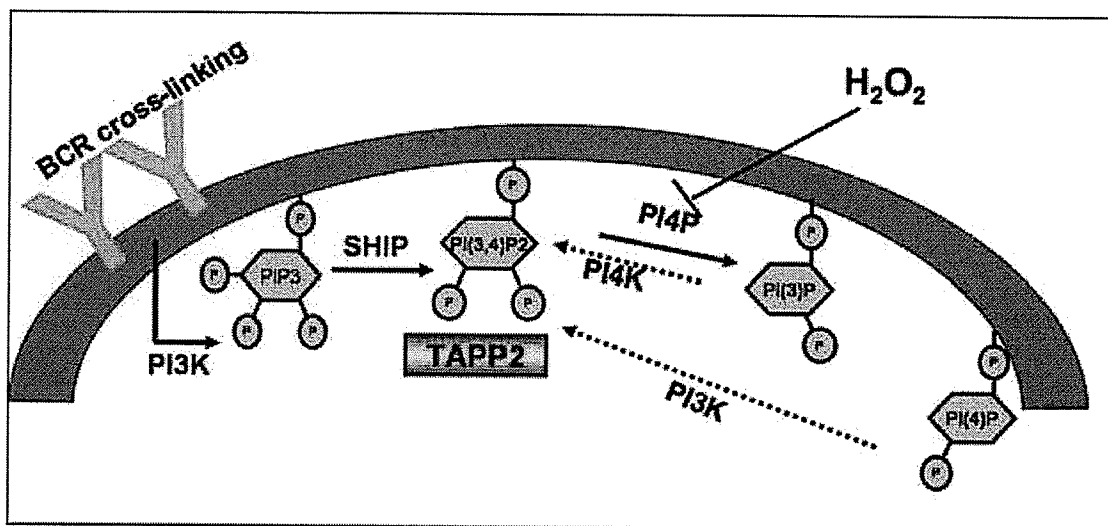 BCR cross-linking
H₂O₂
P
P
P
PI4P
SHIP
PI(3,4)P2
P
PIP3
PI4K
P
PI(3)P
P
P
P
P
P
PI3K
TAPP2
P
P
PI3K
PI(4)P
P